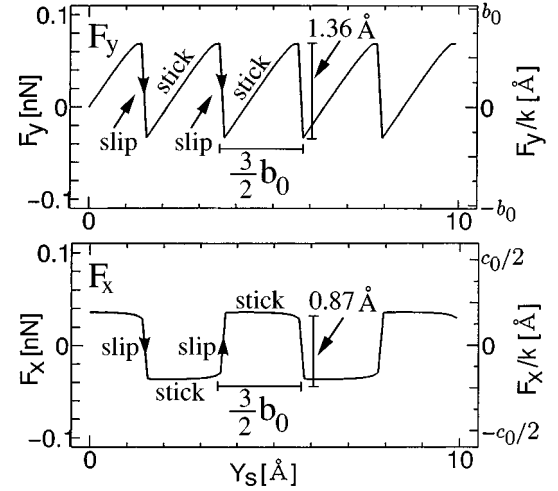 F_y
0.1
0
-0.1
F_y [nN]
stick
stick
slip
slip
1.36 Å
3/2 b_0
b_0
0
-b_0
F_y/k [Å]
0
10
F_x
0.1
0
-0.1
F_x [nN]
slip
stick
slip
stick
0.87 Å
3/2 b_0
c_0/2
0
-c_0/2
F_x/k [Å]
0
Y_S [Å]
10